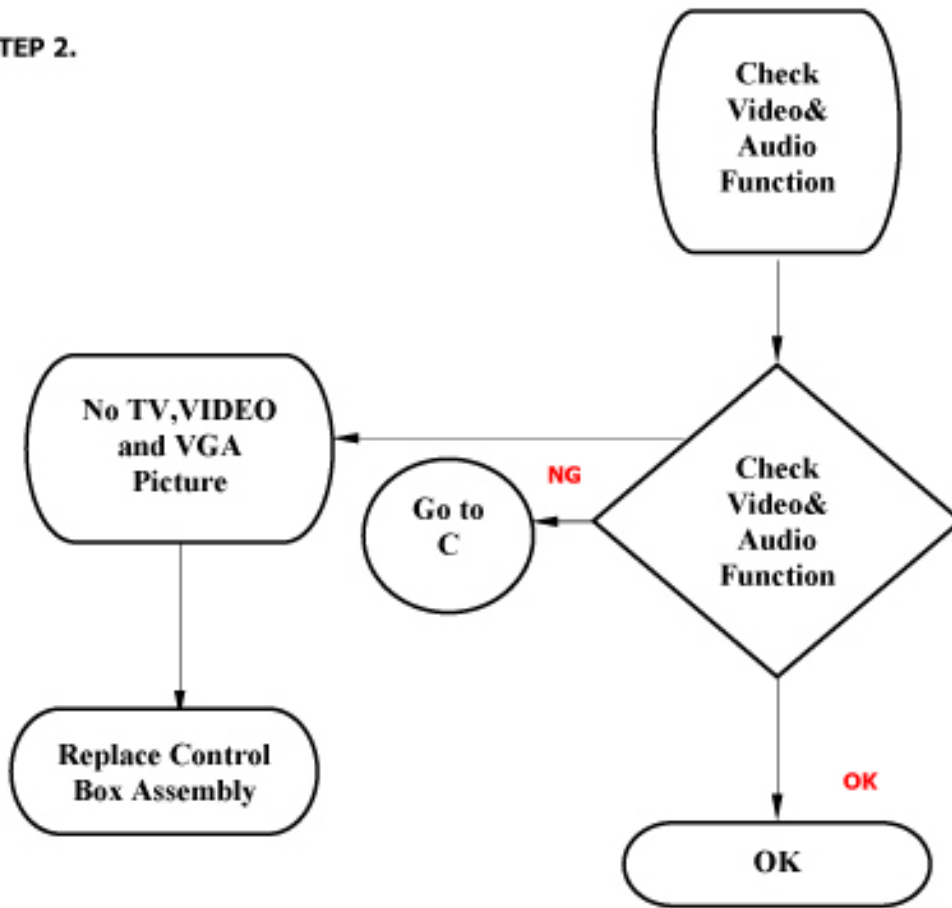 TEP 2.
Check
Video&
Audio
Function
No TV,VIDEO
and VGA
Picture
NG
Go to
C
Check
Video&
Audio
Function
Replace Control
Box Assembly
OK
OK